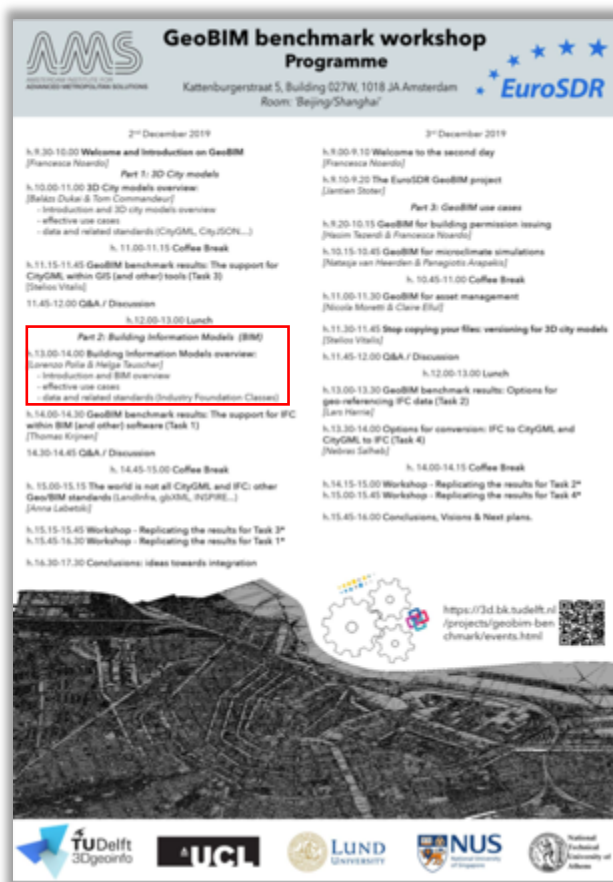 AMS
AMSTERDAM INSTITUTE FOR
ADVANCED METROPOLITAN SOLUTIONS
GeoBIM benchmark workshop
Programme
Kattenburgerstraat 5, Building 027W, 1018 JA Amsterdam
Room: 'Beijing/Shanghai'
EuroSDR
2nd December 2019
h.9.30-10.00 Welcome and Introduction on GeoBIM
[Francesca Noardo]
Part 1: 3D City models
h.10.00-11.00 3D City models overview:
[Balázs Dukai & Tom Commandeur]
- Introduction and 3D city models overview
- effective use cases
- data and related standards (CityGML, CityJSON....)
h. 11.00-11.15 Coffee Break
h.11.15-11.45 GeoBIM benchmark results: The support for
CityGML within GIS (and other) tools (Task 3)
[Stelios Vitalis]
11.45-12.00 Q&A / Discussion
h.12.00-13.00 Lunch
Part 2: Building Information Models (BIM)
h.13.00-14.00 Building Information Models overview:
[Lorenzo Polia & Helga Tauscher]
- Introduction and BIM overview
- effective use cases
- data and related standards (Industry Foundation Classes)
h.14.00-14.30 GeoBIM benchmark results: The support for IFC
within BIM (and other) software (Task 1)
[Thomas Krijnen]
14.30-14.45 Q&A / Discussion
h. 14.45-15.00 Coffee Break
h. 15.00-15.15 The world is not all CityGML and IFC: other
Geo/BIM standards (LandInfra, gbXML, INSPIRE...)
[Anna Labetski]
h.15.15-15.45 Workshop - Replicating the results for Task 3*
h.15.45-16.30 Workshop - Replicating the results for Task 1*
h.16.30-17.30 Conclusions: ideas towards integration
3rd December 2019
h.9.00-9.10 Welcome to the second day
[Francesca Noardo]
h.9.10-9.20 The EuroSDR GeoBIM project
[Jantien Stoter]
Part 3: GeoBIM use cases
h.9.20-10.15 GeoBIM for building permission issuing
[Hasim Tezerdi & Francesca Noardo]
h.10.15-10.45 GeoBIM for microclimate simulations
[Natasja van Heerden & Panagiotis Arapakis]
h. 10.45-11.00 Coffee Break
h.11.00-11.30 GeoBIM for asset management
[Nicola Moretti & Claire Ellul]
h.11.30-11.45 Stop copying your files: versioning for 3D city models
[Stelios Vitalis]
h.11.45-12.00 Q&A / Discussion
h.12.00-13.00 Lunch
h.13.00-13.30 GeoBIM benchmark results: Options for
geo-referencing IFC data (Task 2)
[Lars Harrie]
h.13.30-14.00 Options for conversion: IFC to CityGML and
CityGML to IFC (Task 4)
[Nebras Salheb]
h. 14.00-14.15 Coffee Break
h.14.15-15.00 Workshop - Replicating the results for Task 2*
h.15.00-15.45 Workshop - Replicating the results for Task 4*
h.15.45-16.00 Conclusions, Visions & Next plans.
https://3d.bk.tudelft.nl
/projects/geobim-ben
chmark/events.html
TUDelft
3Dgeoinfo
UCL
LUND
UNIVERSITY
NUS
National University
of Singapore
National
Technical
University of
Athens